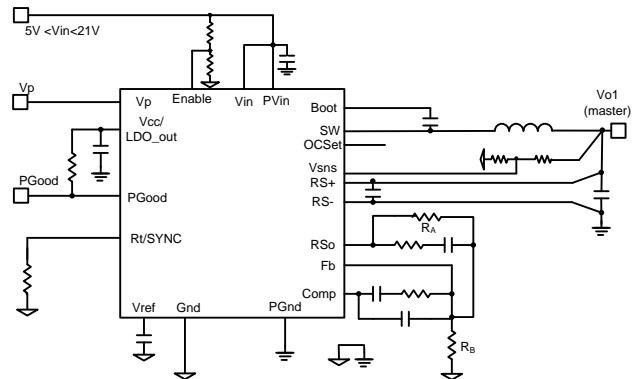 5V <Vin<21V
Vp
Vp
Enable
Vin
PVin
Boot
Vo1
(master)
Vcc/
LDO_out
SW
OCSet
Vsns
PGood
PGood
RS+
RS-
Rt/SYNC
RSo
RA
Fb
Comp
Vref
Gnd
PGnd
RB